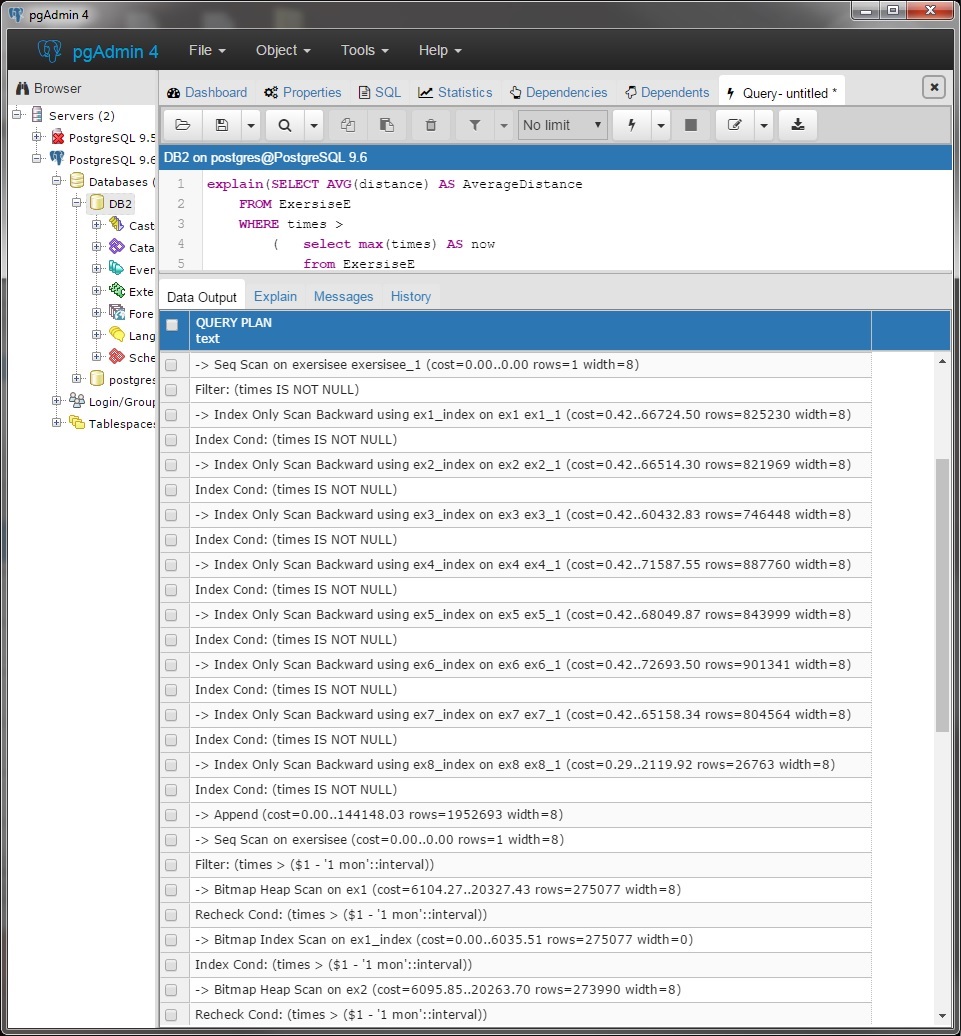 pgAdmin 4
pgAdmin 4 File Object Tools Help
Browser
Servers (2)
PostgreSQL 9.5
PostgreSQL 9.6
Databases (
DB2
Cast
Cata
Even
Exte
Fore
Lang
Sche
postgres
Login/Group
Tablespaces
Dashboard Properties SQL Statistics Dependencies Dependents Query- untitled *
No limit
DB2 on postgres@PostgreSQL 9.6
1 explain(SELECT AVG(distance) AS AverageDistance
2 FROM ExersiseE
3 WHERE times >
4 ( select max(times) AS now
5 from ExersiseE
Data Output Explain Messages History
QUERY PLAN
text
-> Seq Scan on exersisee exersisee_1 (cost=0.00..0.00 rows=1 width=8)
Filter: (times IS NOT NULL)
-> Index Only Scan Backward using ex1_index on ex1 ex1_1 (cost=0.42..66724.50 rows=825230 width=8)
Index Cond: (times IS NOT NULL)
-> Index Only Scan Backward using ex2_index on ex2 ex2_1 (cost=0.42..66514.30 rows=821969 width=8)
Index Cond: (times IS NOT NULL)
-> Index Only Scan Backward using ex3_index on ex3 ex3_1 (cost=0.42..60432.83 rows=746448 width=8)
Index Cond: (times IS NOT NULL)
-> Index Only Scan Backward using ex4_index on ex4 ex4_1 (cost=0.42..71587.55 rows=887760 width=8)
Index Cond: (times IS NOT NULL)
-> Index Only Scan Backward using ex5_index on ex5 ex5_1 (cost=0.42..68049.87 rows=843999 width=8)
Index Cond: (times IS NOT NULL)
-> Index Only Scan Backward using ex6_index on ex6 ex6_1 (cost=0.42..72693.50 rows=901341 width=8)
Index Cond: (times IS NOT NULL)
-> Index Only Scan Backward using ex7_index on ex7 ex7_1 (cost=0.42..65158.34 rows=804564 width=8)
Index Cond: (times IS NOT NULL)
-> Index Only Scan Backward using ex8_index on ex8 ex8_1 (cost=0.29..2119.92 rows=26763 width=8)
Index Cond: (times IS NOT NULL)
-> Append (cost=0.00..144148.03 rows=1952693 width=8)
-> Seq Scan on exersisee (cost=0.00..0.00 rows=1 width=8)
Filter: (times > ($1 - '1 mon'::interval))
-> Bitmap Heap Scan on ex1 (cost=6104.27..20327.43 rows=275077 width=8)
Recheck Cond: (times > ($1 - '1 mon'::interval))
-> Bitmap Index Scan on ex1_index (cost=0.00..6035.51 rows=275077 width=0)
Index Cond: (times > ($1 - '1 mon'::interval))
-> Bitmap Heap Scan on ex2 (cost=6095.85..20263.70 rows=273990 width=8)
Recheck Cond: (times > ($1 - '1 mon'::interval))